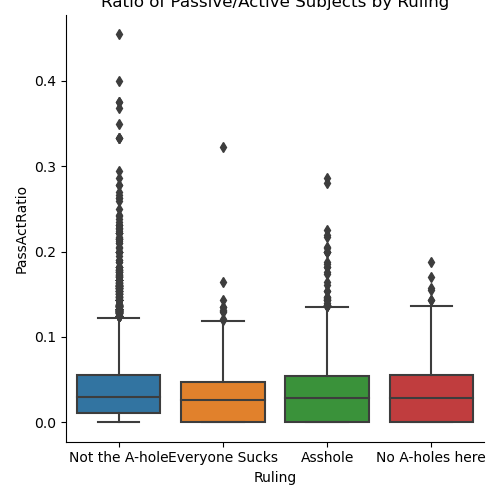 Ratio of Passive/Active Subjects by Ruling
0.4
0.3
0.2
0.1
0.0
PassActRatio
Not the A-hole
Everyone Sucks
Asshole
No A-holes here
Ruling